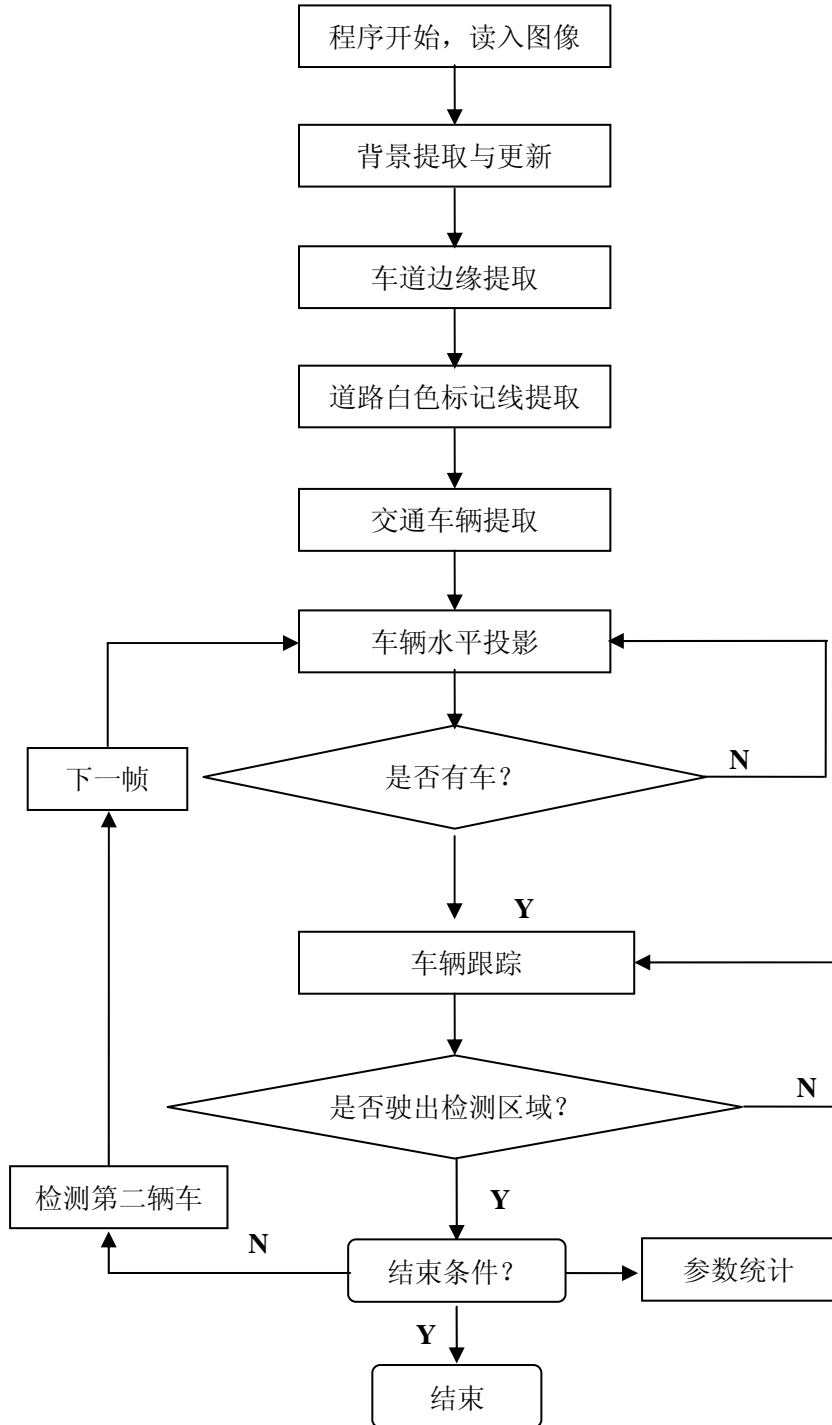 程序开始，读入图像
背景提取与更新
车道边缘提取
道路白色标记线提取
交通车辆提取
车辆水平投影
下一帧
是否有车？
N
Y
车辆跟踪
是否驶出检测区域？
N
检测第二辆车
Y
N
结束条件？
参数统计
Y
结束